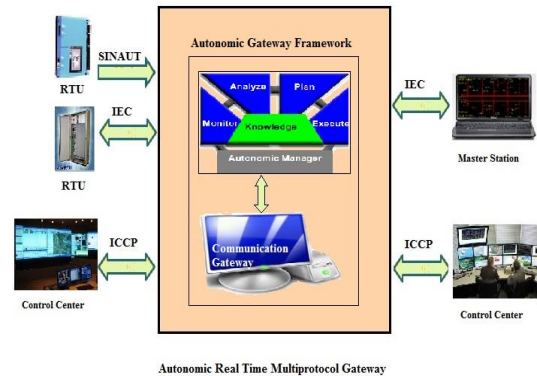 SINAUT
RTU
IEC
RTU
ICCP
Control Center
Autonomic Gateway Framework
Analyze
Plan
Monitor
Knowledge
Execute
Autonomic Manager
Communication
Gateway
IEC
Master Station
ICCP
Control Center
Autonomic Real Time Multiprotocol Gateway